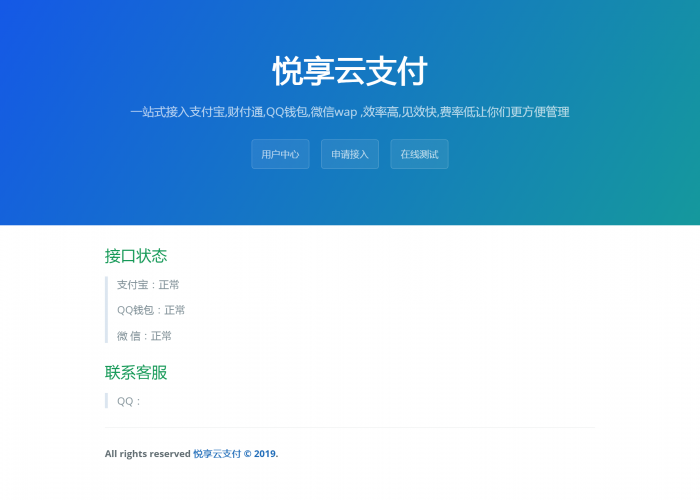 悦享云支付
一站式接入支付宝,财付通,QQ钱包,微信wap ,效率高,见效快,费率低让你们更方便管理
用户中心 申请接入 在线测试
接口状态
支付宝：正常
QQ钱包：正常
微 信：正常
联系客服
QQ：
All rights reserved 悦享云支付 © 2019.